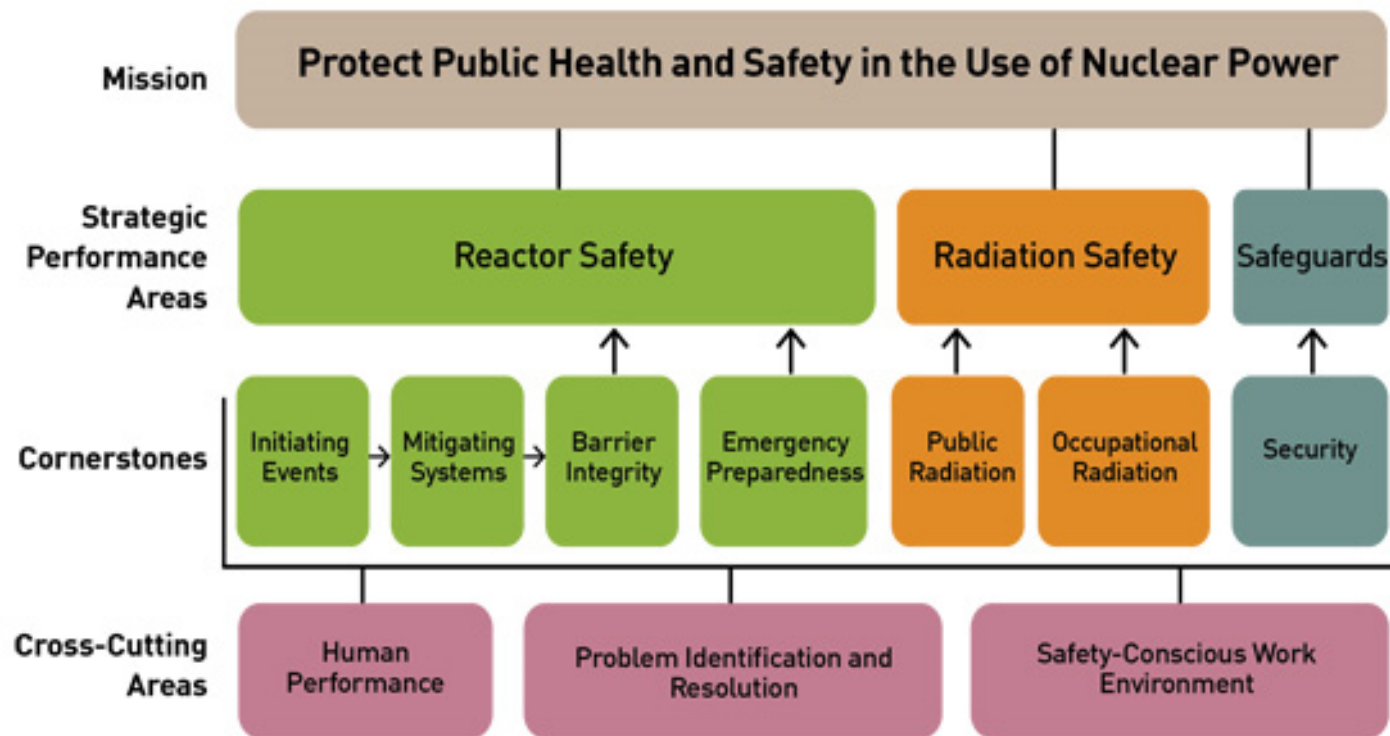 Mission
Protect Public Health and Safety in the Use of Nuclear Power
Strategic
Performance
Areas
Reactor Safety
Radiation Safety
Safeguards
Cornerstones
Initiating
Events
Mitigating
Systems
Barrier
Integrity
Emergency
Preparedness
Public
Radiation
Occupational
Radiation
Security
Cross-Cutting
Areas
Human
Performance
Problem Identification and
Resolution
Safety-Conscious Work
Environment